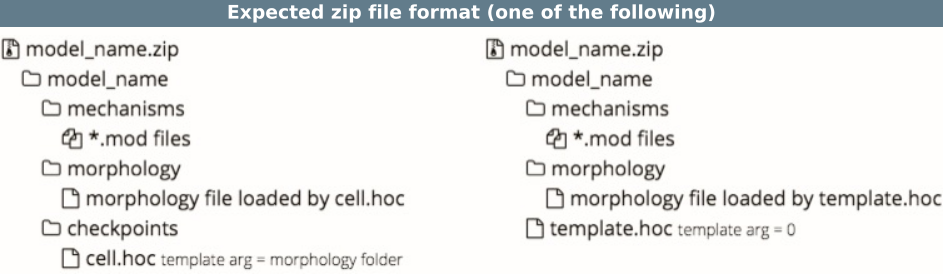 Expected zip file format (one of the following)
model_name.zip
model_name
mechanisms
*.mod files
morphology
morphology file loaded by cell.hoc
checkpoints
cell.hoc template arg = morphology folder
model_name.zip
model_name
mechanisms
*.mod files
morphology
morphology file loaded by template.hoc
template.hoc template arg = 0